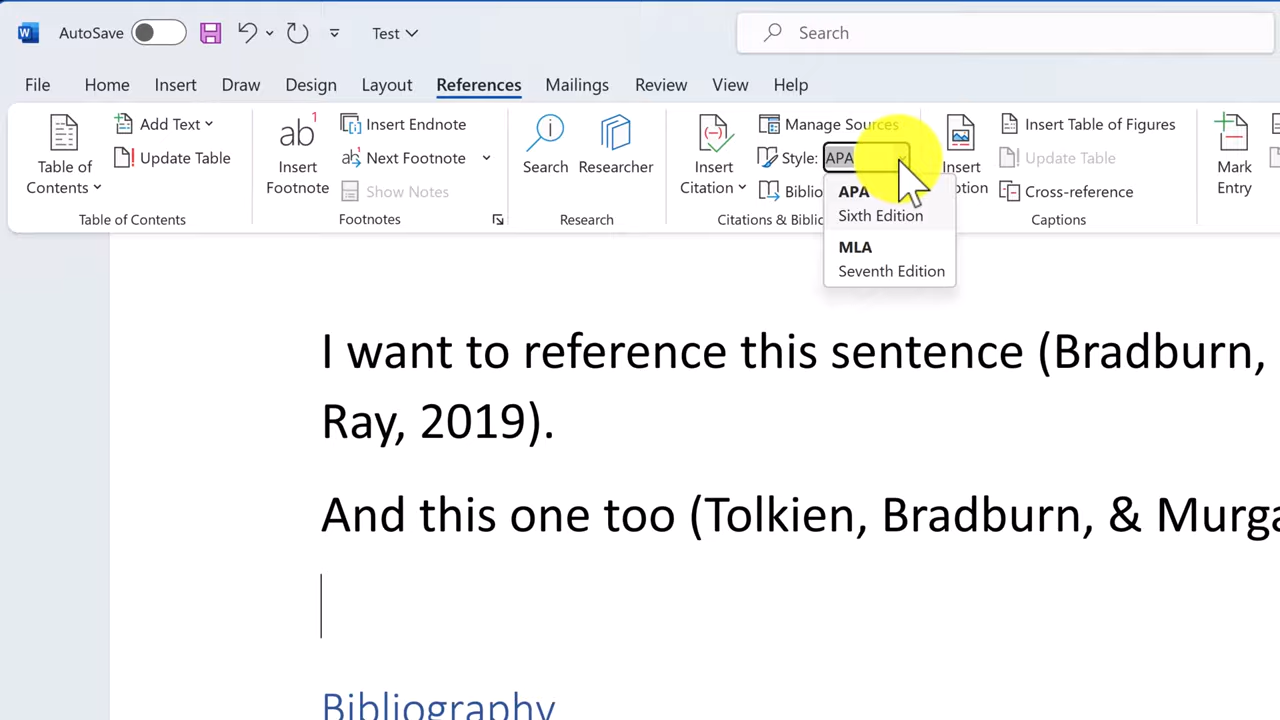 W AutoSave Test Search
File Home Insert Draw Design Layout References Mailings Review View Help
Table of Contents
Add Text
Update Table
Table of Contents
ab 1
Insert Footnote
Insert Endnote
Next Footnote
Show Notes
Footnotes
Search
Researcher
Research
Insert Citation
Manage Sources
Style: APA
Citations & Biblio
APA
Sixth Edition
MLA
Seventh Edition
Insert Table of Figures
Update Table
Cross-reference
Captions
Mark Entry
I want to reference this sentence (Bradburn,
Ray, 2019).
And this one too (Tolkien, Bradburn, & Murga
Bibliography